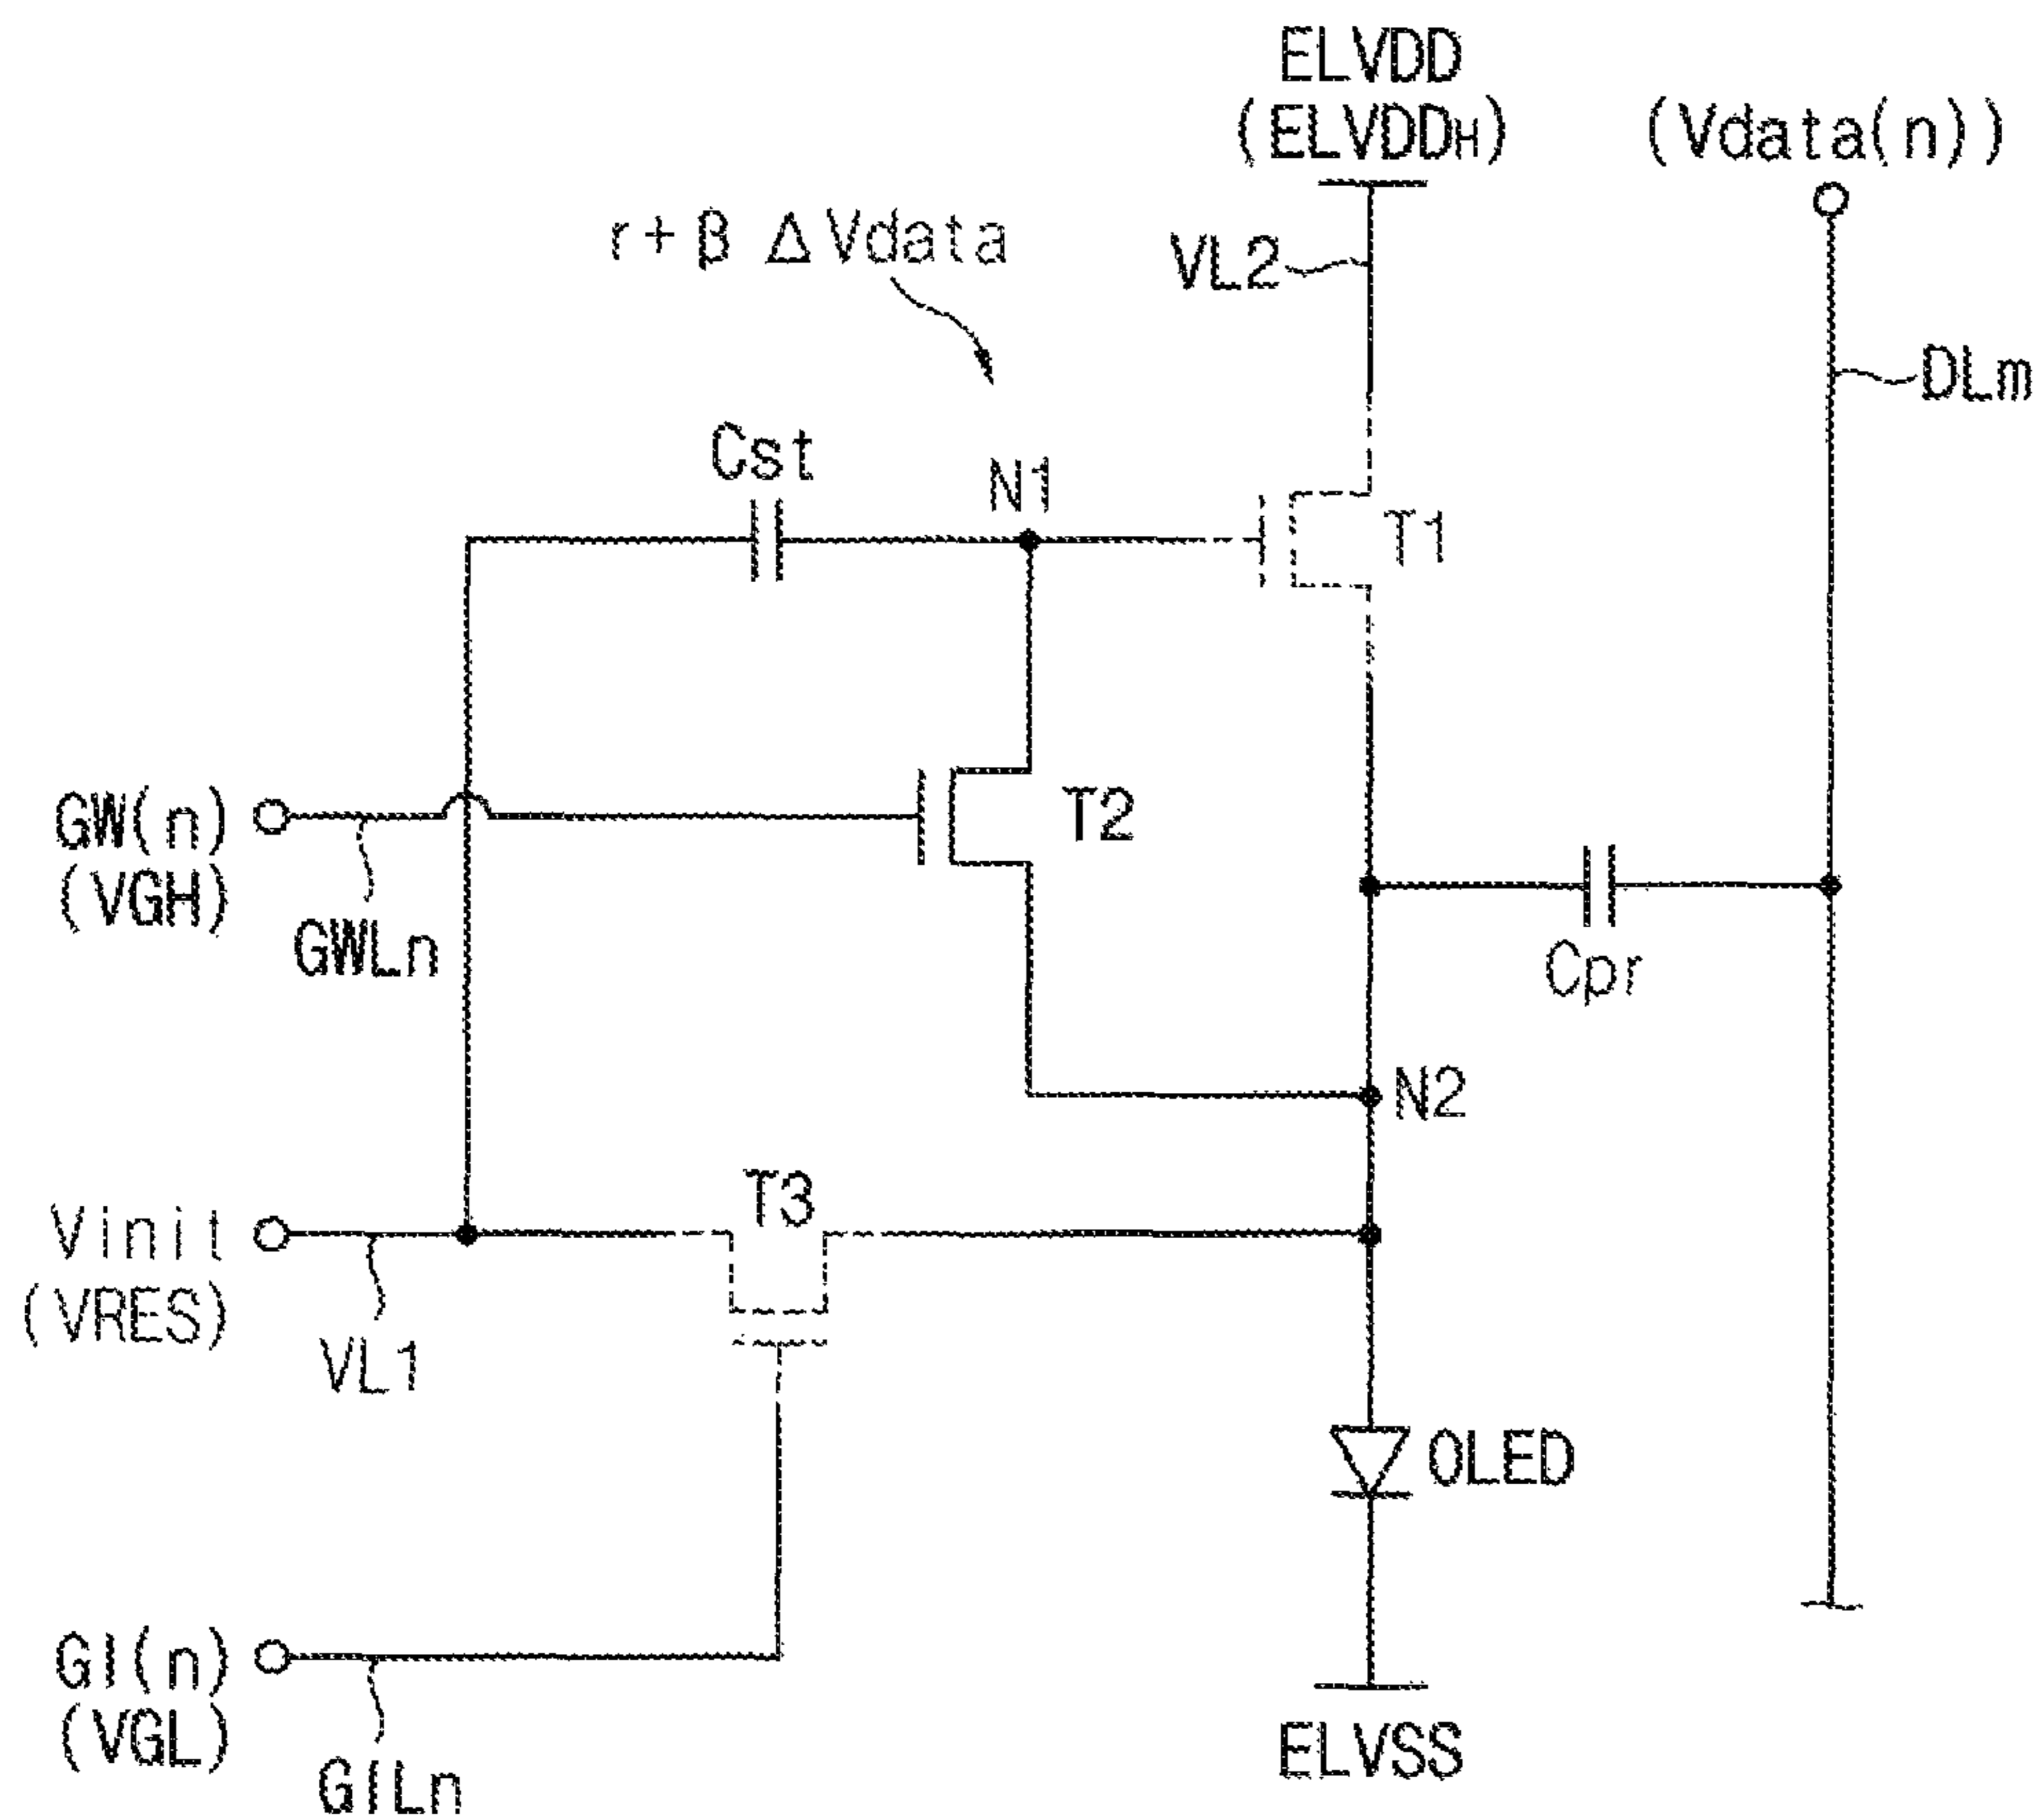 ELVDD
(ELVDDH)
(Vdata(n))
r+β ΔVdata
VL2
DLm
Cst
N1
T1
GW(n)
(VGH)
T2
GWLn
Cpr
N2
T3
Vinit
(VRES)
VL1
OLED
GI(n)
(VGL)
GILn
ELVSS